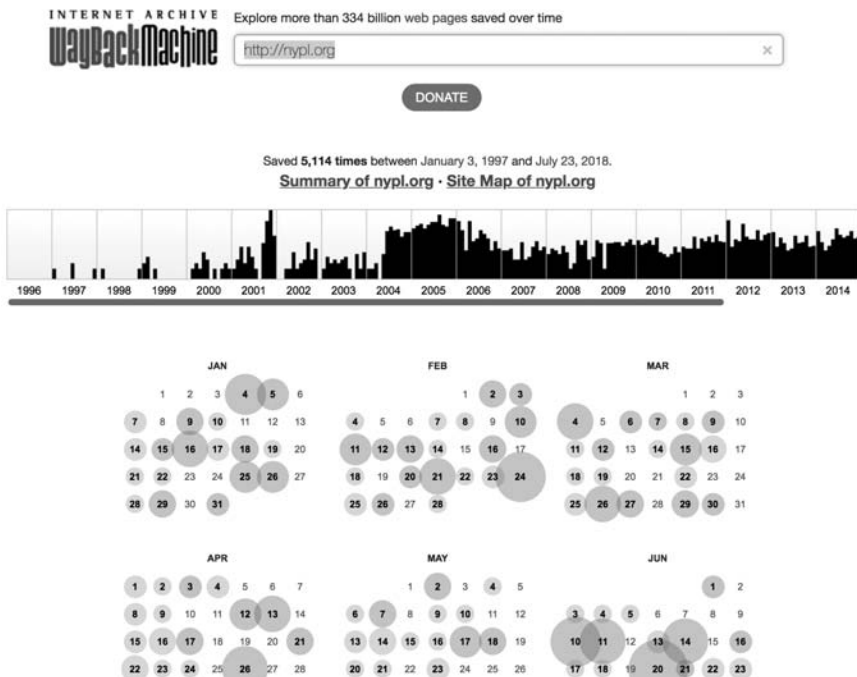 INTERNET ARCHIVE
WayBackMachine
Explore more than 334 billion web pages saved over time
http://nypl.org
×
DONATE
Saved 5,114 times between January 3, 1997 and July 23, 2018.
Summary of nypl.org · Site Map of nypl.org
1996 1997 1998 1999 2000 2001 2002 2003 2004 2005 2006 2007 2008 2009 2010 2011 2012 2013 2014
JAN FEB MAR
1 2 3 4 5 6 1 2 3 1 2 3
7 8 9 10 11 12 13 4 5 6 7 8 9 10 4 5 6 7 8 9 10
14 15 16 17 18 19 20 11 12 13 14 15 16 17 11 12 13 14 15 16 17
21 22 23 24 25 26 27 18 19 20 21 22 23 24 18 19 20 21 22 23 24
28 29 30 31 25 26 27 28 25 26 27 28 29 30 31
APR MAY JUN
1 2 3 4 5 6 7 1 2 3 4 5 1 2
8 9 10 11 12 13 14 6 7 8 9 10 11 12 3 4 5 6 7 8 9
15 16 17 18 19 20 21 13 14 15 16 17 18 19 10 11 12 13 14 15 16
22 23 24 25 26 27 28 20 21 22 23 24 25 26 17 18 19 20 21 22 23